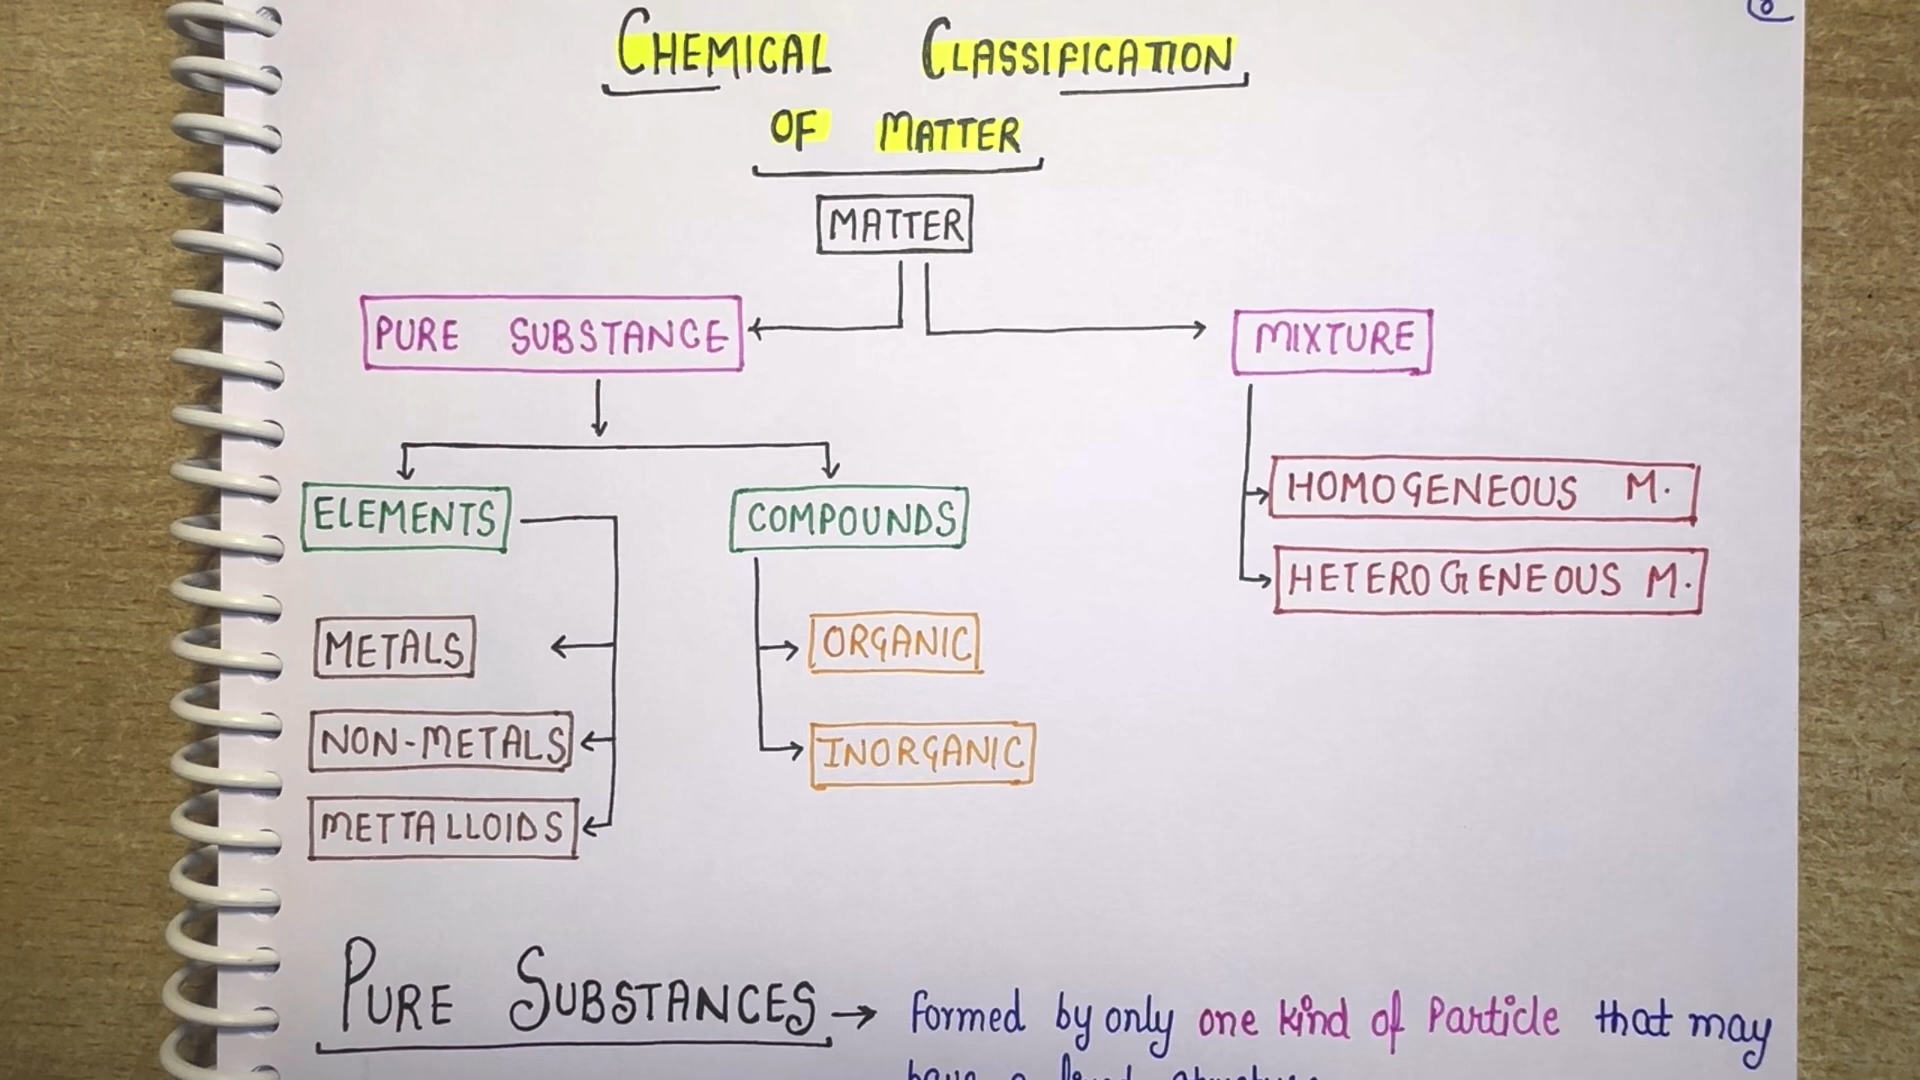 CHEMICAL CLASSIFICATION
OF MATTER
MATTER
PURE SUBSTANCE
MIXTURE
ELEMENTS
COMPOUNDS
HOMOGENEOUS M.
HETEROGENEOUS M.
METALS
ORGANIC
NON-METALS
INORGANIC
METTALLOIDS
PURE SUBSTANCES → formed by only one kind of Particle that may
have a